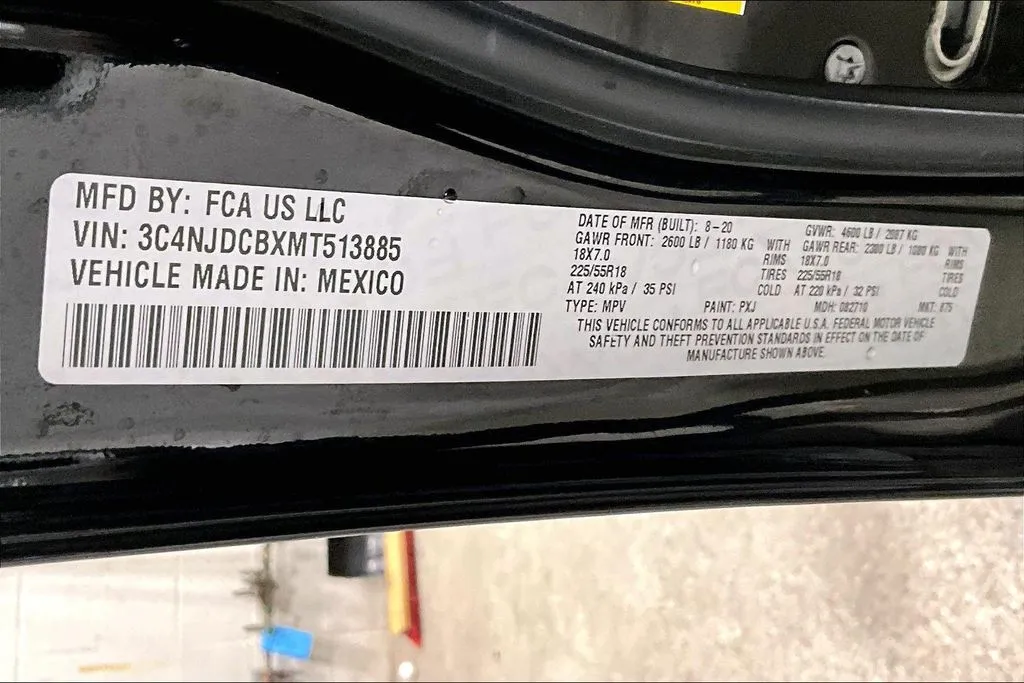 MFD BY: FCA US LLC
VIN: 3C4NJDCBXMT513885
VEHICLE MADE IN: MEXICO
DATE OF MFR (BUILT): 8-20 GVWR: 4600 LB / 2087 KG
GAWR FRONT: 2600 LB / 1180 KG WITH GAWR REAR: 2380 LB / 1080 KG WITH
18X7.0 RIMS 18X7.0 RIMS
225/55R18 TIRES 225/55R18 TIRES
AT 240 kPa / 35 PSI COLD AT 220 kPa / 32 PSI COLD
TYPE: MPV PAINT: PXJ MDH: 082710 MKT: 875
THIS VEHICLE CONFORMS TO ALL APPLICABLE U.S.A. FEDERAL MOTOR VEHICLE
SAFETY AND THEFT PREVENTION STANDARDS IN EFFECT ON THE DATE OF
MANUFACTURE SHOWN ABOVE.